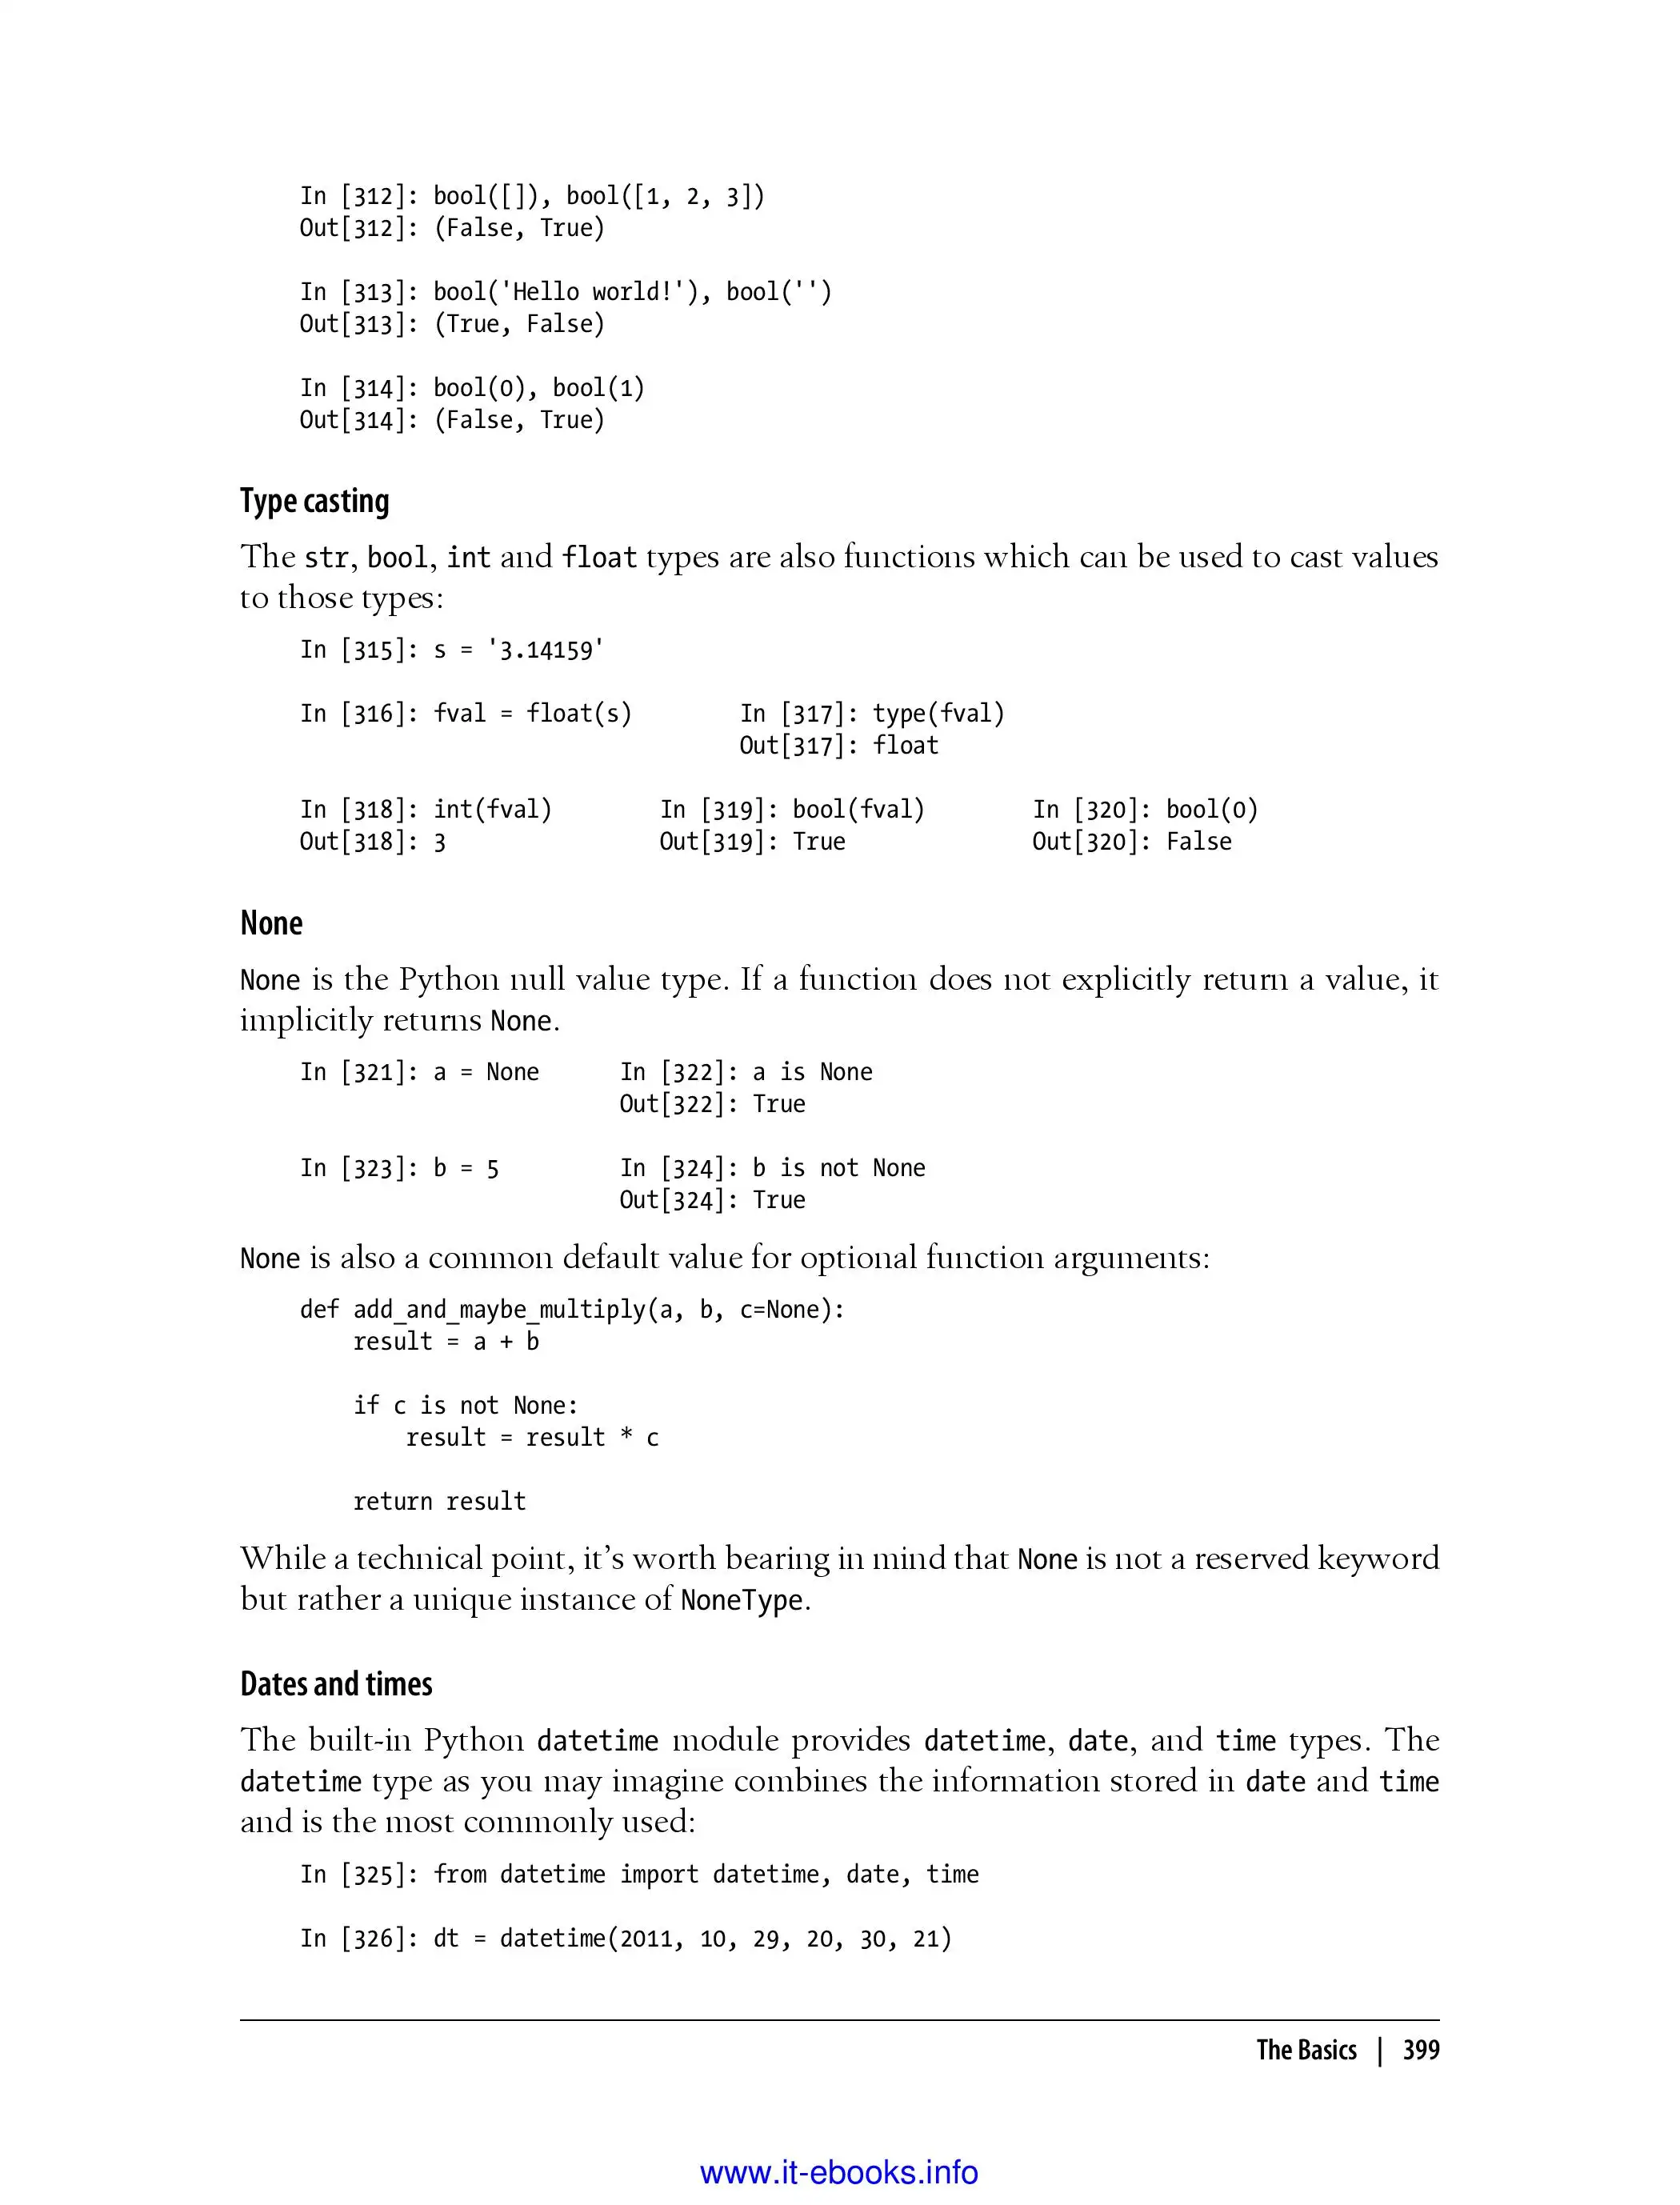 In [312]: bool([]), bool([1, 2, 3])
Out[312]: (False, True)
In [313]: bool('Hello world!'), bool('')
Out[313]: (True, False)
In [314]: bool(0), bool(1)
Out[314]: (False, True)
Type casting
The str, bool, int and float types are also functions which can be used to cast values
to those types:
In [315]: s = '3.14159'
In [316]: fval = float(s)        In [317]: type(fval)
Out[317]: float
In [318]: int(fval)        In [319]: bool(fval)        In [320]: bool(0)
Out[318]: 3        Out[319]: True        Out[320]: False
None
None is the Python null value type. If a function does not explicitly return a value, it
implicitly returns None.
In [321]: a = None      In [322]: a is None
Out[322]: True
In [323]: b = 5         In [324]: b is not None
Out[324]: True
None is also a common default value for optional function arguments:
def add_and_maybe_multiply(a, b, c=None):
    result = a + b
    if c is not None:
        result = result * c
    return result
While a technical point, it’s worth bearing in mind that None is not a reserved keyword
but rather a unique instance of NoneType.
Dates and times
The built-in Python datetime module provides datetime, date, and time types. The
datetime type as you may imagine combines the information stored in date and time
and is the most commonly used:
In [325]: from datetime import datetime, date, time
In [326]: dt = datetime(2011, 10, 29, 20, 30, 21)
The Basics | 399
www.it-ebooks.info